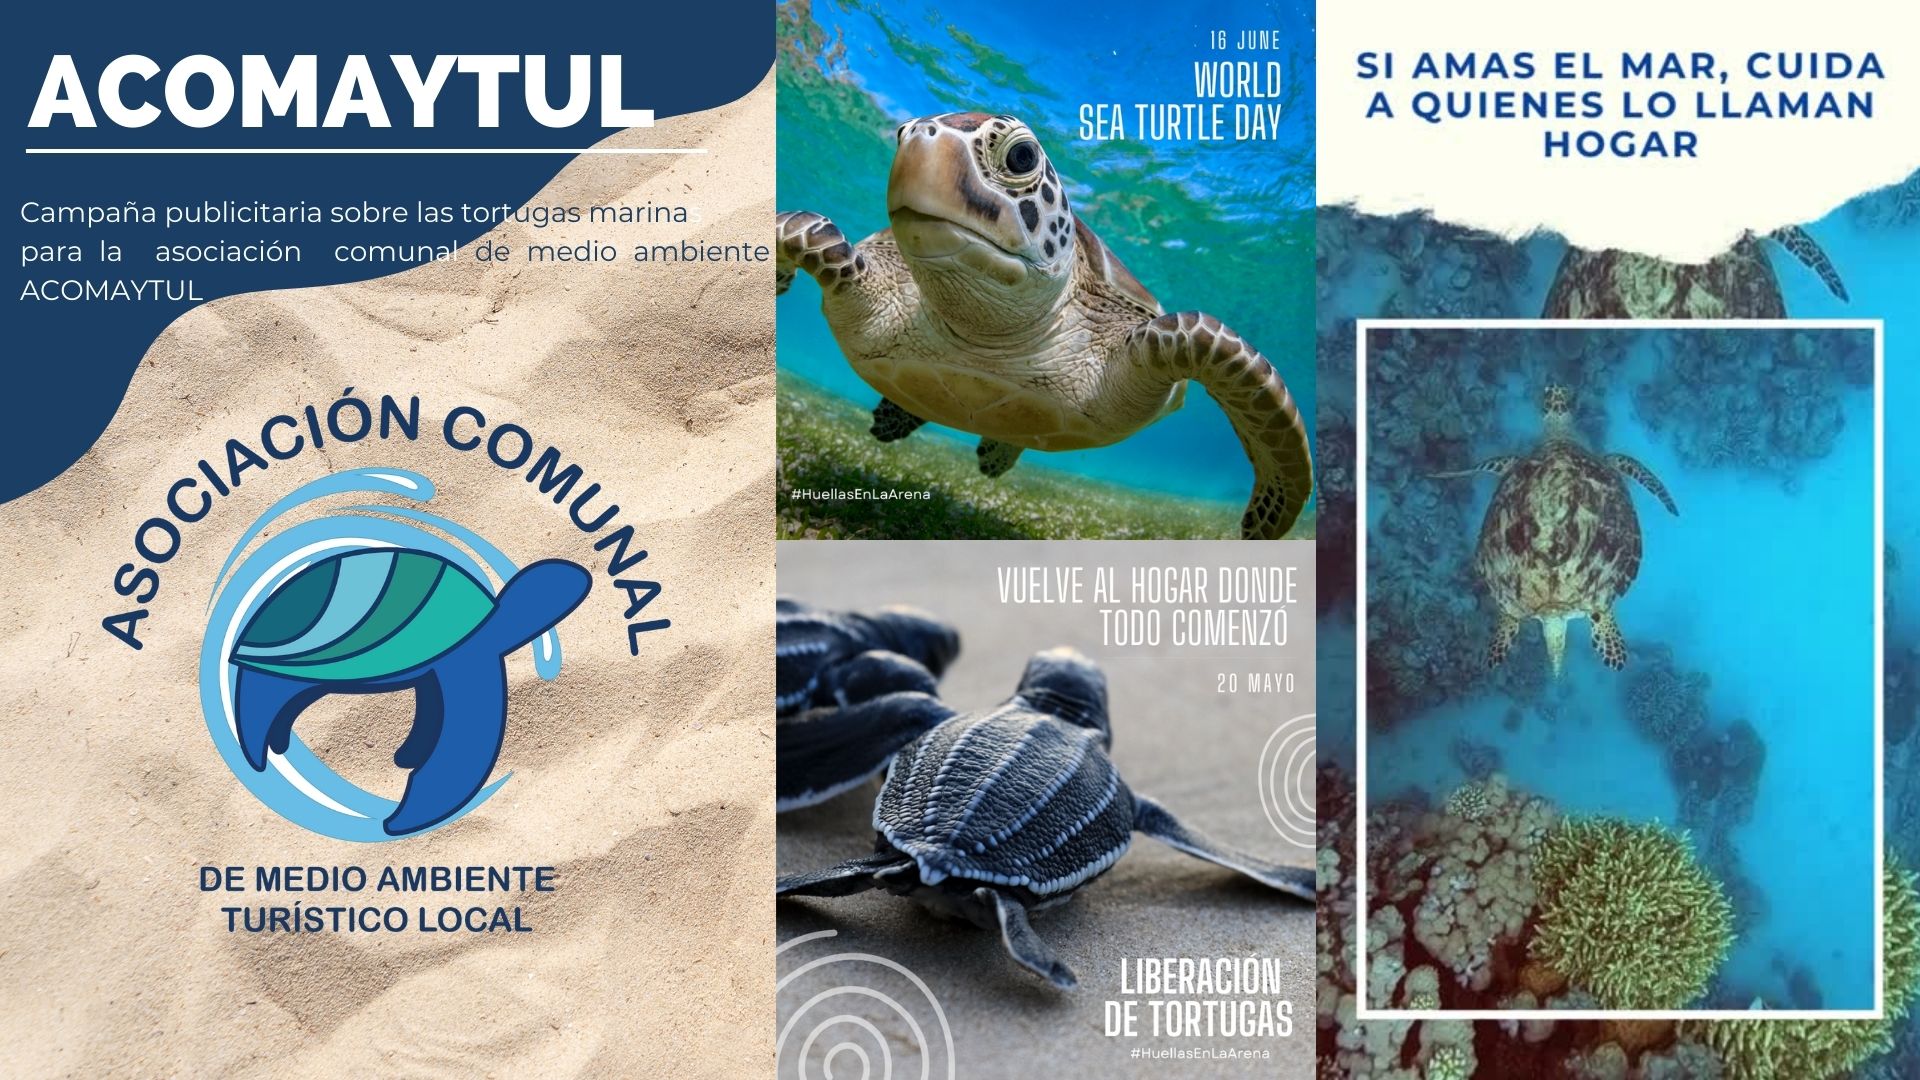 ACOMAYTUL
Campaña publicitaria sobre las tortugas marinas
para la asociación comunal de medio ambiente
ACOMAYTUL
ASOCIACIÓN COMUNAL
DE MEDIO AMBIENTE
TURÍSTICO LOCAL
16 JUNE
WORLD
SEA TURTLE DAY
#HuellasEnLaArena
VUELVE AL HOGAR DONDE
TODO COMENZÓ
20 MAYO
LIBERACIÓN
DE TORTUGAS
#HuellasEnLaArena
SI AMAS EL MAR, CUIDA
A QUIENES LO LLAMAN
HOGAR